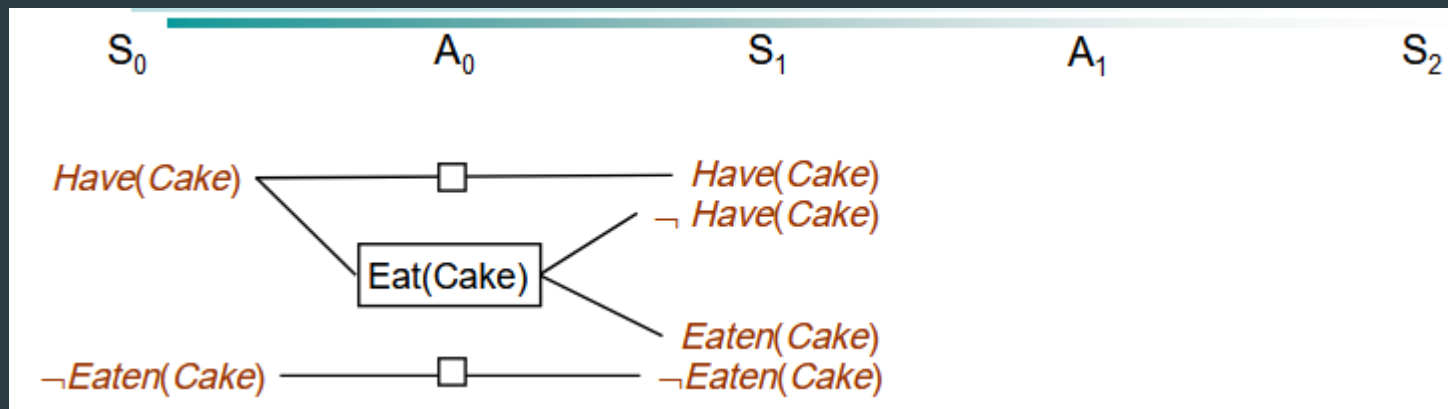 S₀ A₀ S₁ A₁ S₂
Have(Cake) Have(Cake)
¬ Have(Cake)
Eat(Cake)
Eaten(Cake)
¬Eaten(Cake) ¬Eaten(Cake)